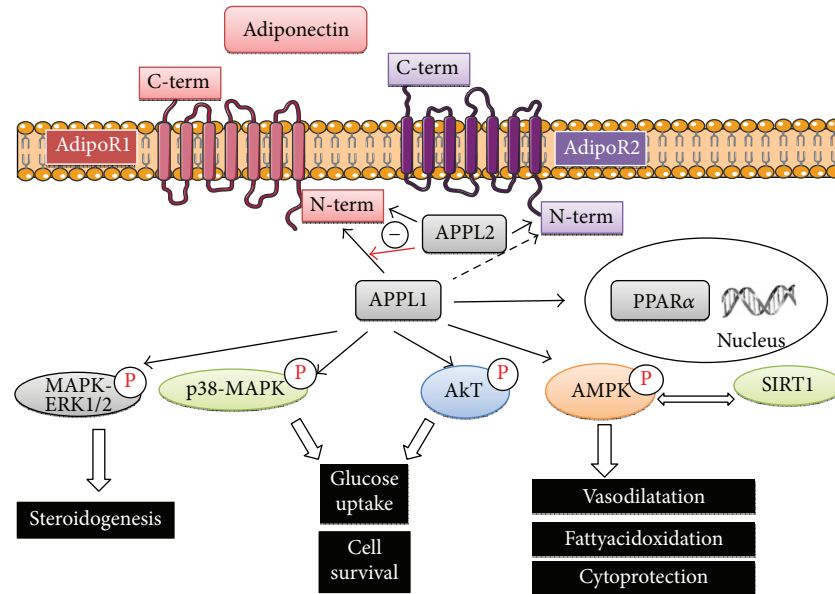 Adiponectin
C-term
C-term
AdipoR1
AdipoR2
N-term
N-term
−
APPL2
APPL1
PPARα
Nucleus
MAPK-
ERK1/2
P
p38-MAPK
P
AkT
P
AMPK
P
SIRT1
Steroidogenesis
Glucose
uptake
Cell
survival
Vasodilatation
Fattyacidoxidation
Cytoprotection